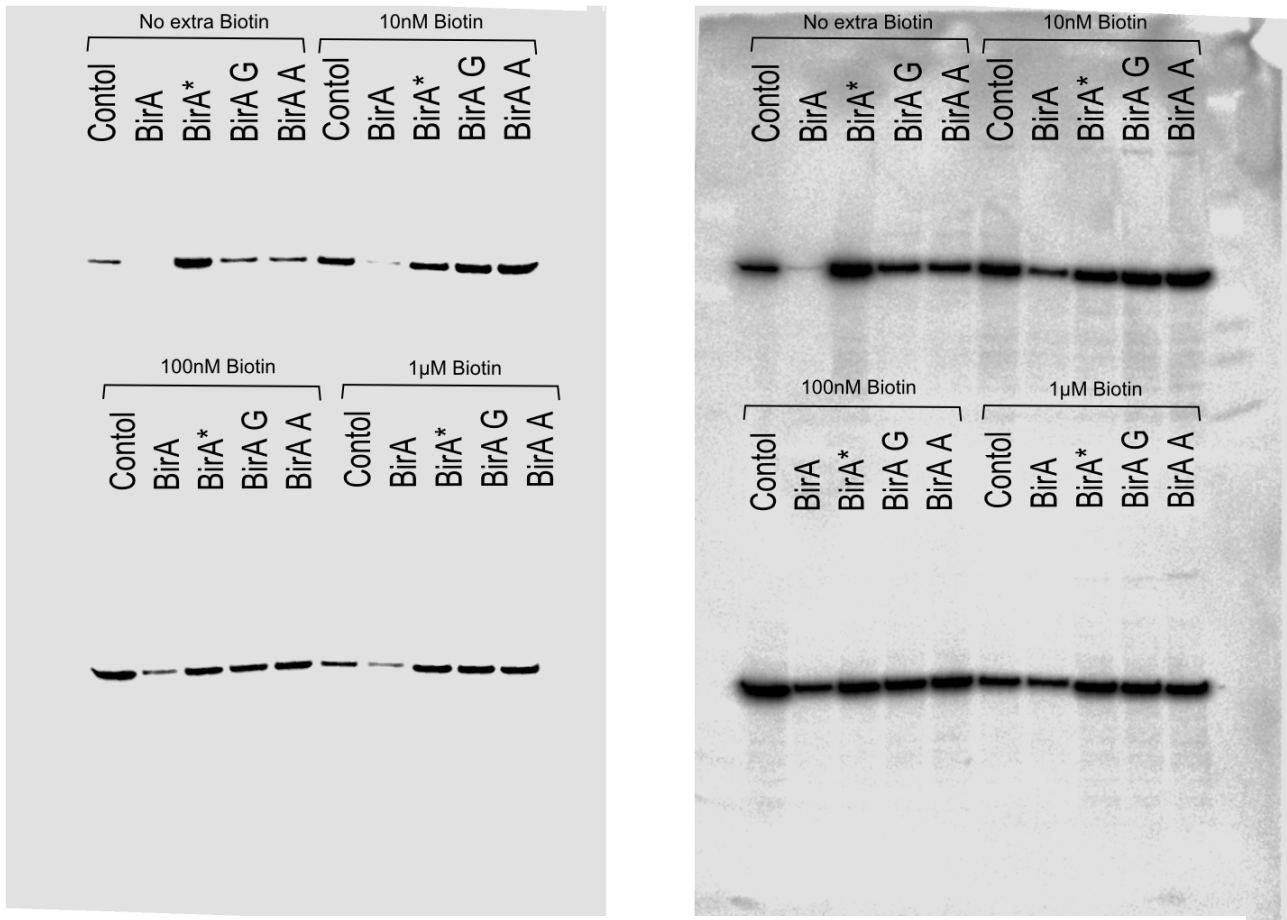 No extra Biotin
10nM Biotin
Contol
BirA
BirA*
BirA G
BirA A
Contol
BirA
BirA*
BirA G
BirA A
100nM Biotin
1µM Biotin
Contol
BirA
BirA*
BirA G
BirA A
Contol
BirA
BirA*
BirA G
BirA A
No extra Biotin
10nM Biotin
Contol
BirA
BirA*
BirA G
BirA A
Contol
BirA
BirA*
BirA G
BirA A
100nM Biotin
1µM Biotin
Contol
BirA
BirA*
BirA G
BirA A
Contol
BirA
BirA*
BirA G
BirA A